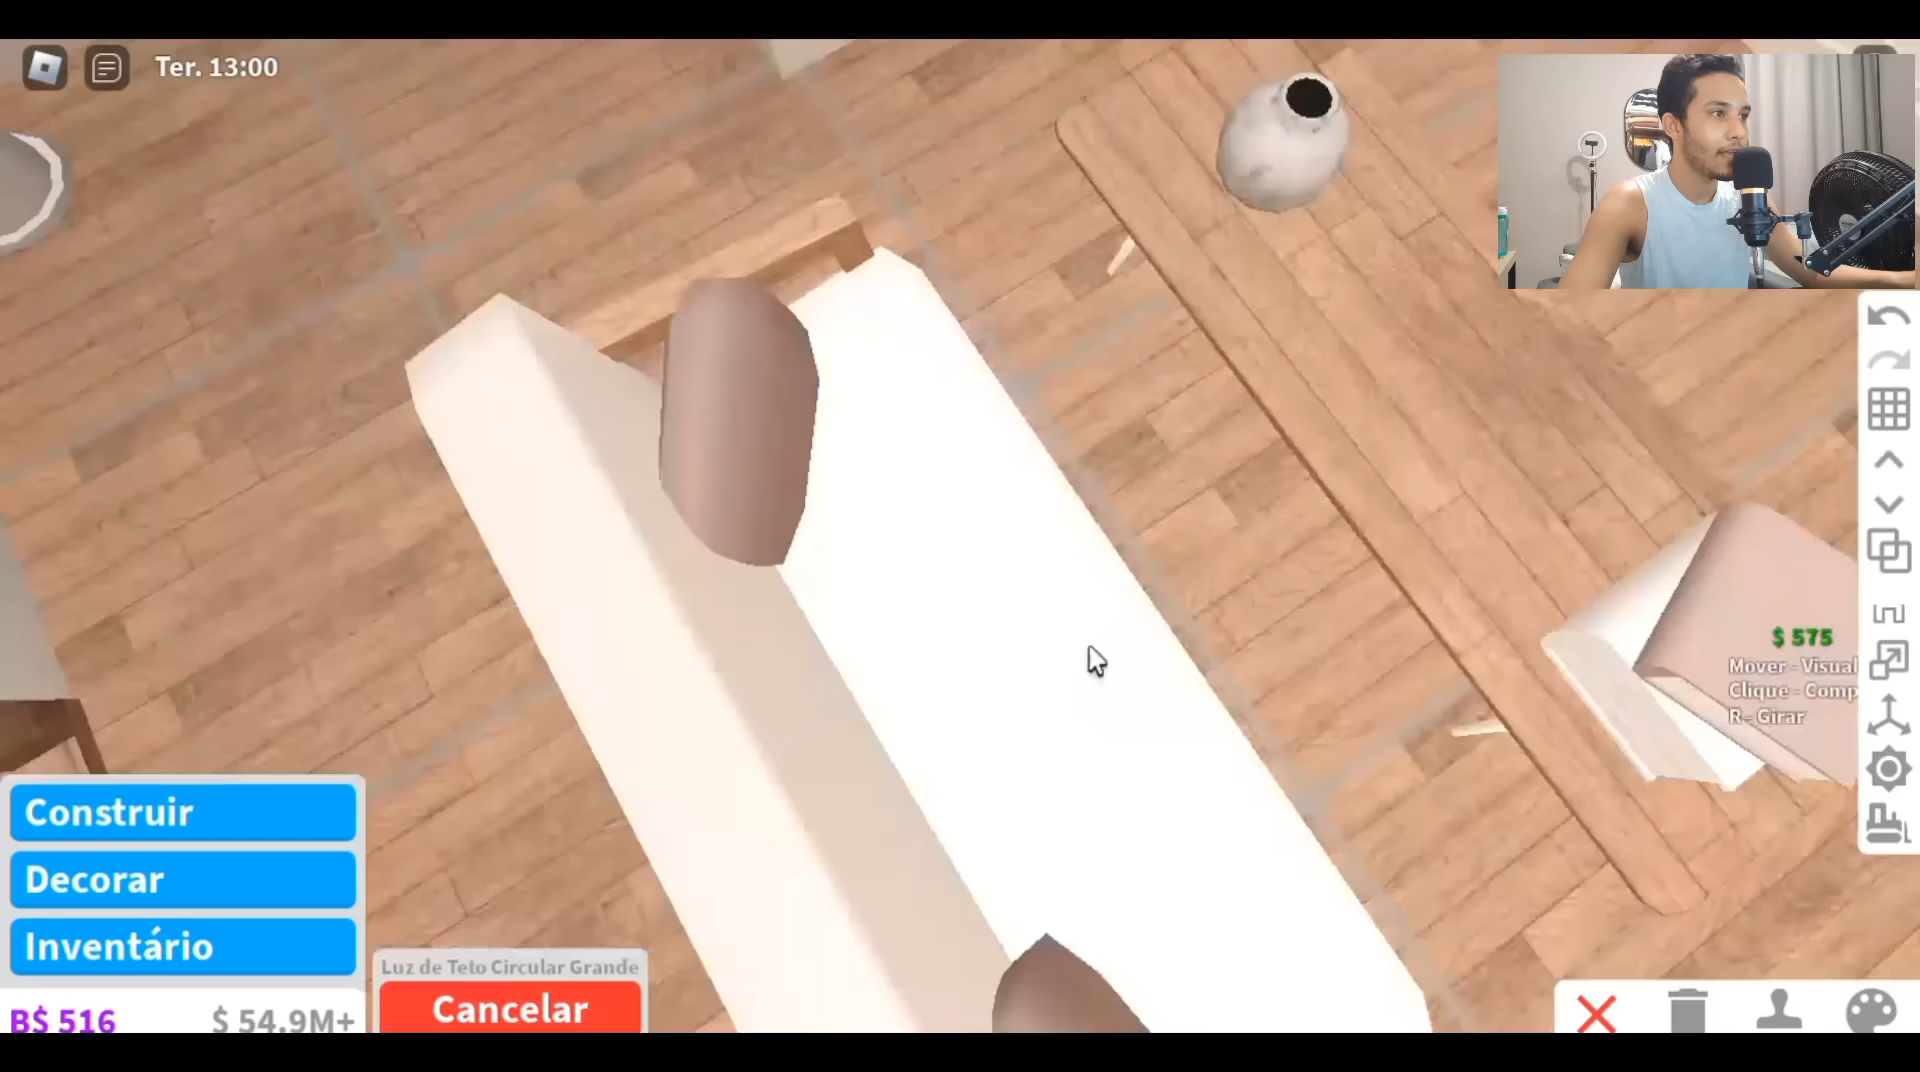 Ter. 13:00
$ 575
Mover - Visual
Clique - Comp
R - Girar
Construir
Decorar
Inventário
Luz de Teto Circular Grande
Cancelar
B$ 516
$ 54.9M+